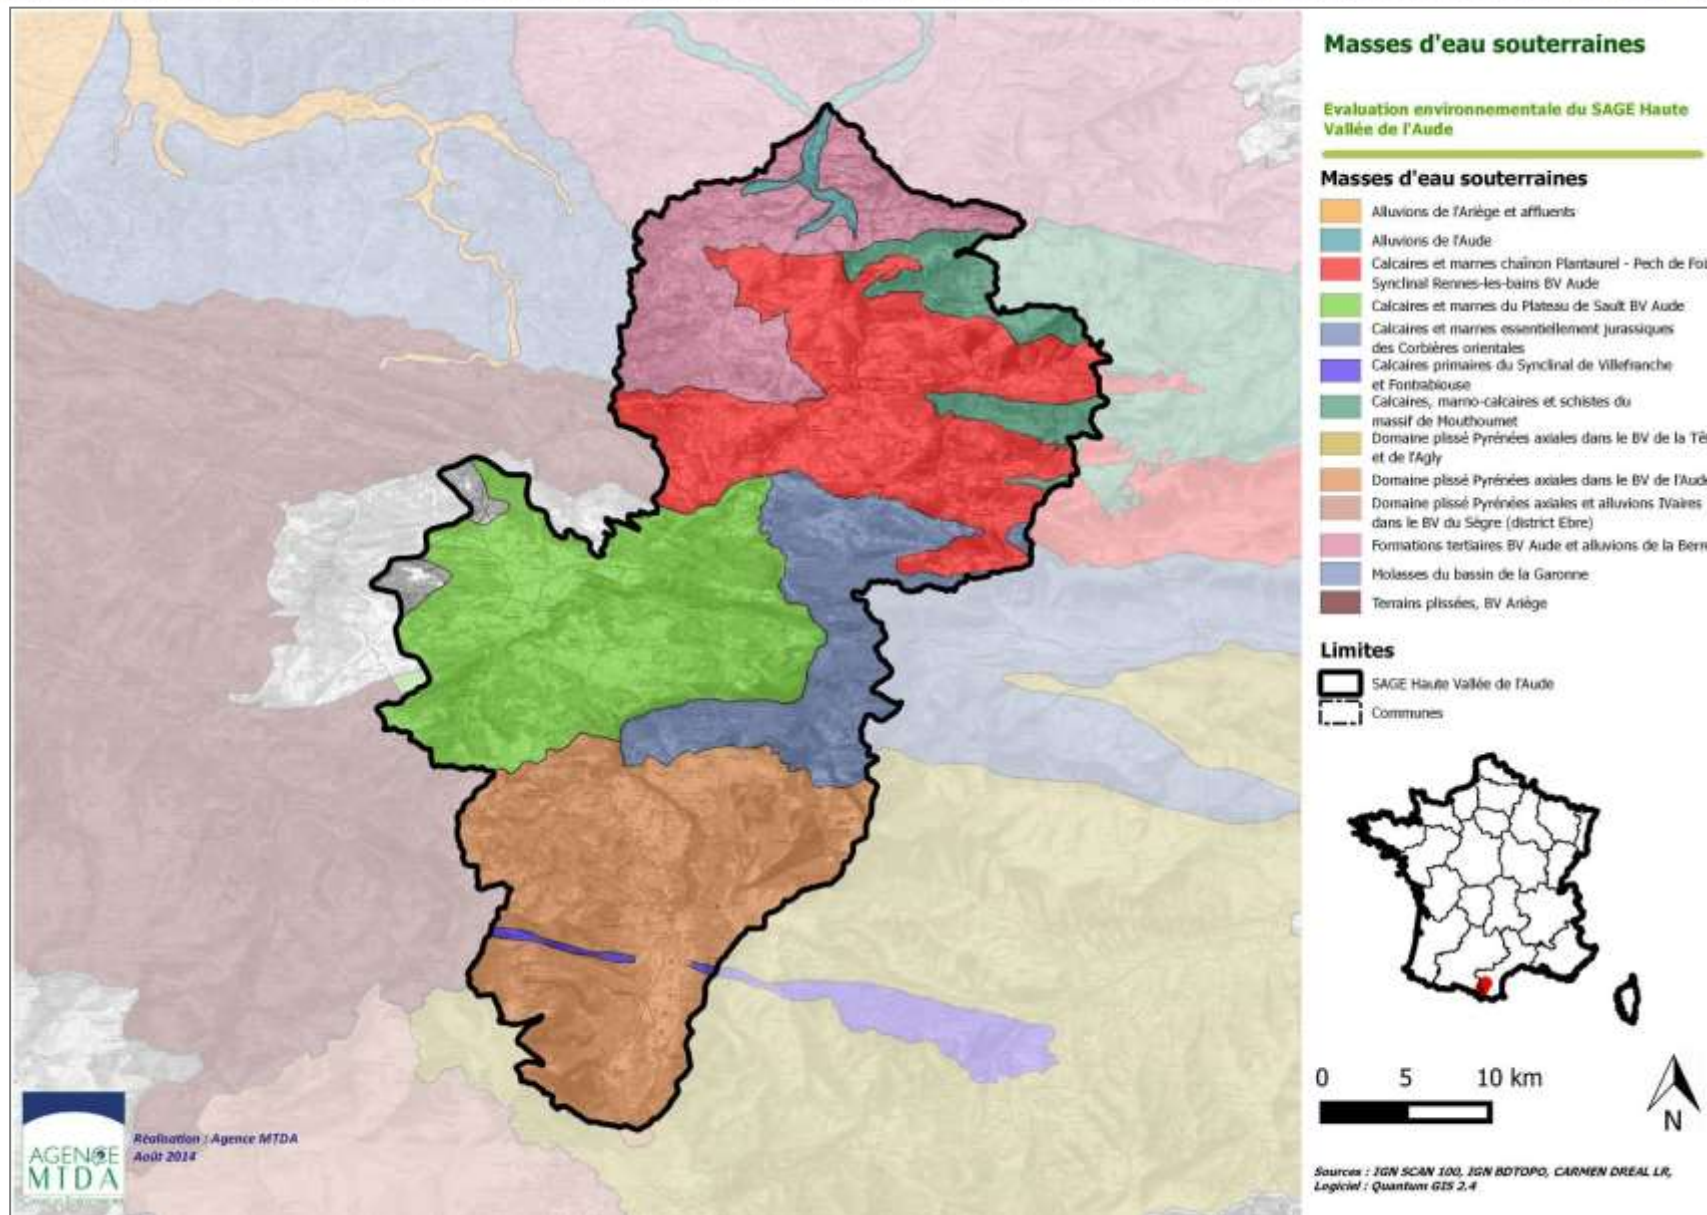 Masses d'eau souterraines
Evaluation environnementale du SAGE Haute
Vallée de l'Aude
Masses d'eau souterraines
Alluvions de l'Ariège et affluents
Alluvions de l'Aude
Calcaires et marnes chaînon Plantaurel - Pech de Foi
Synclinal Rennes-les-bains BV Aude
Calcaires et marnes du Plateau de Sault BV Aude
Calcaires et marnes essentiellement jurassiques
des Corbières orientales
Calcaires primaires du Synclinal de Villefranche
et Fontrabiouse
Calcaires, marno-calcaires et schistes du
massif de Mouthoumet
Domaine plissé Pyrénées axiales dans le BV de la Tê
et de l'Agly
Domaine plissé Pyrénées axiales dans le BV de l'Aud
Domaine plissé Pyrénées axiales et alluvions IVaires
dans le BV du Sègre (district Ebre)
Formations tertiaires BV Aude et alluvions de la Berr
Molasses du bassin de la Garonne
Terrains plissées, BV Ariège
Limites
SAGE Haute Vallée de l'Aude
Communes
0 5 10 km
N
Sources : IGN SCAN 100, IGN BDTOPO, CARMEN DREAL LR,
Logiciel : Quantum GIS 2.4
AGENCE
MTDA
Réalisation : Agence MTDA
Août 2014